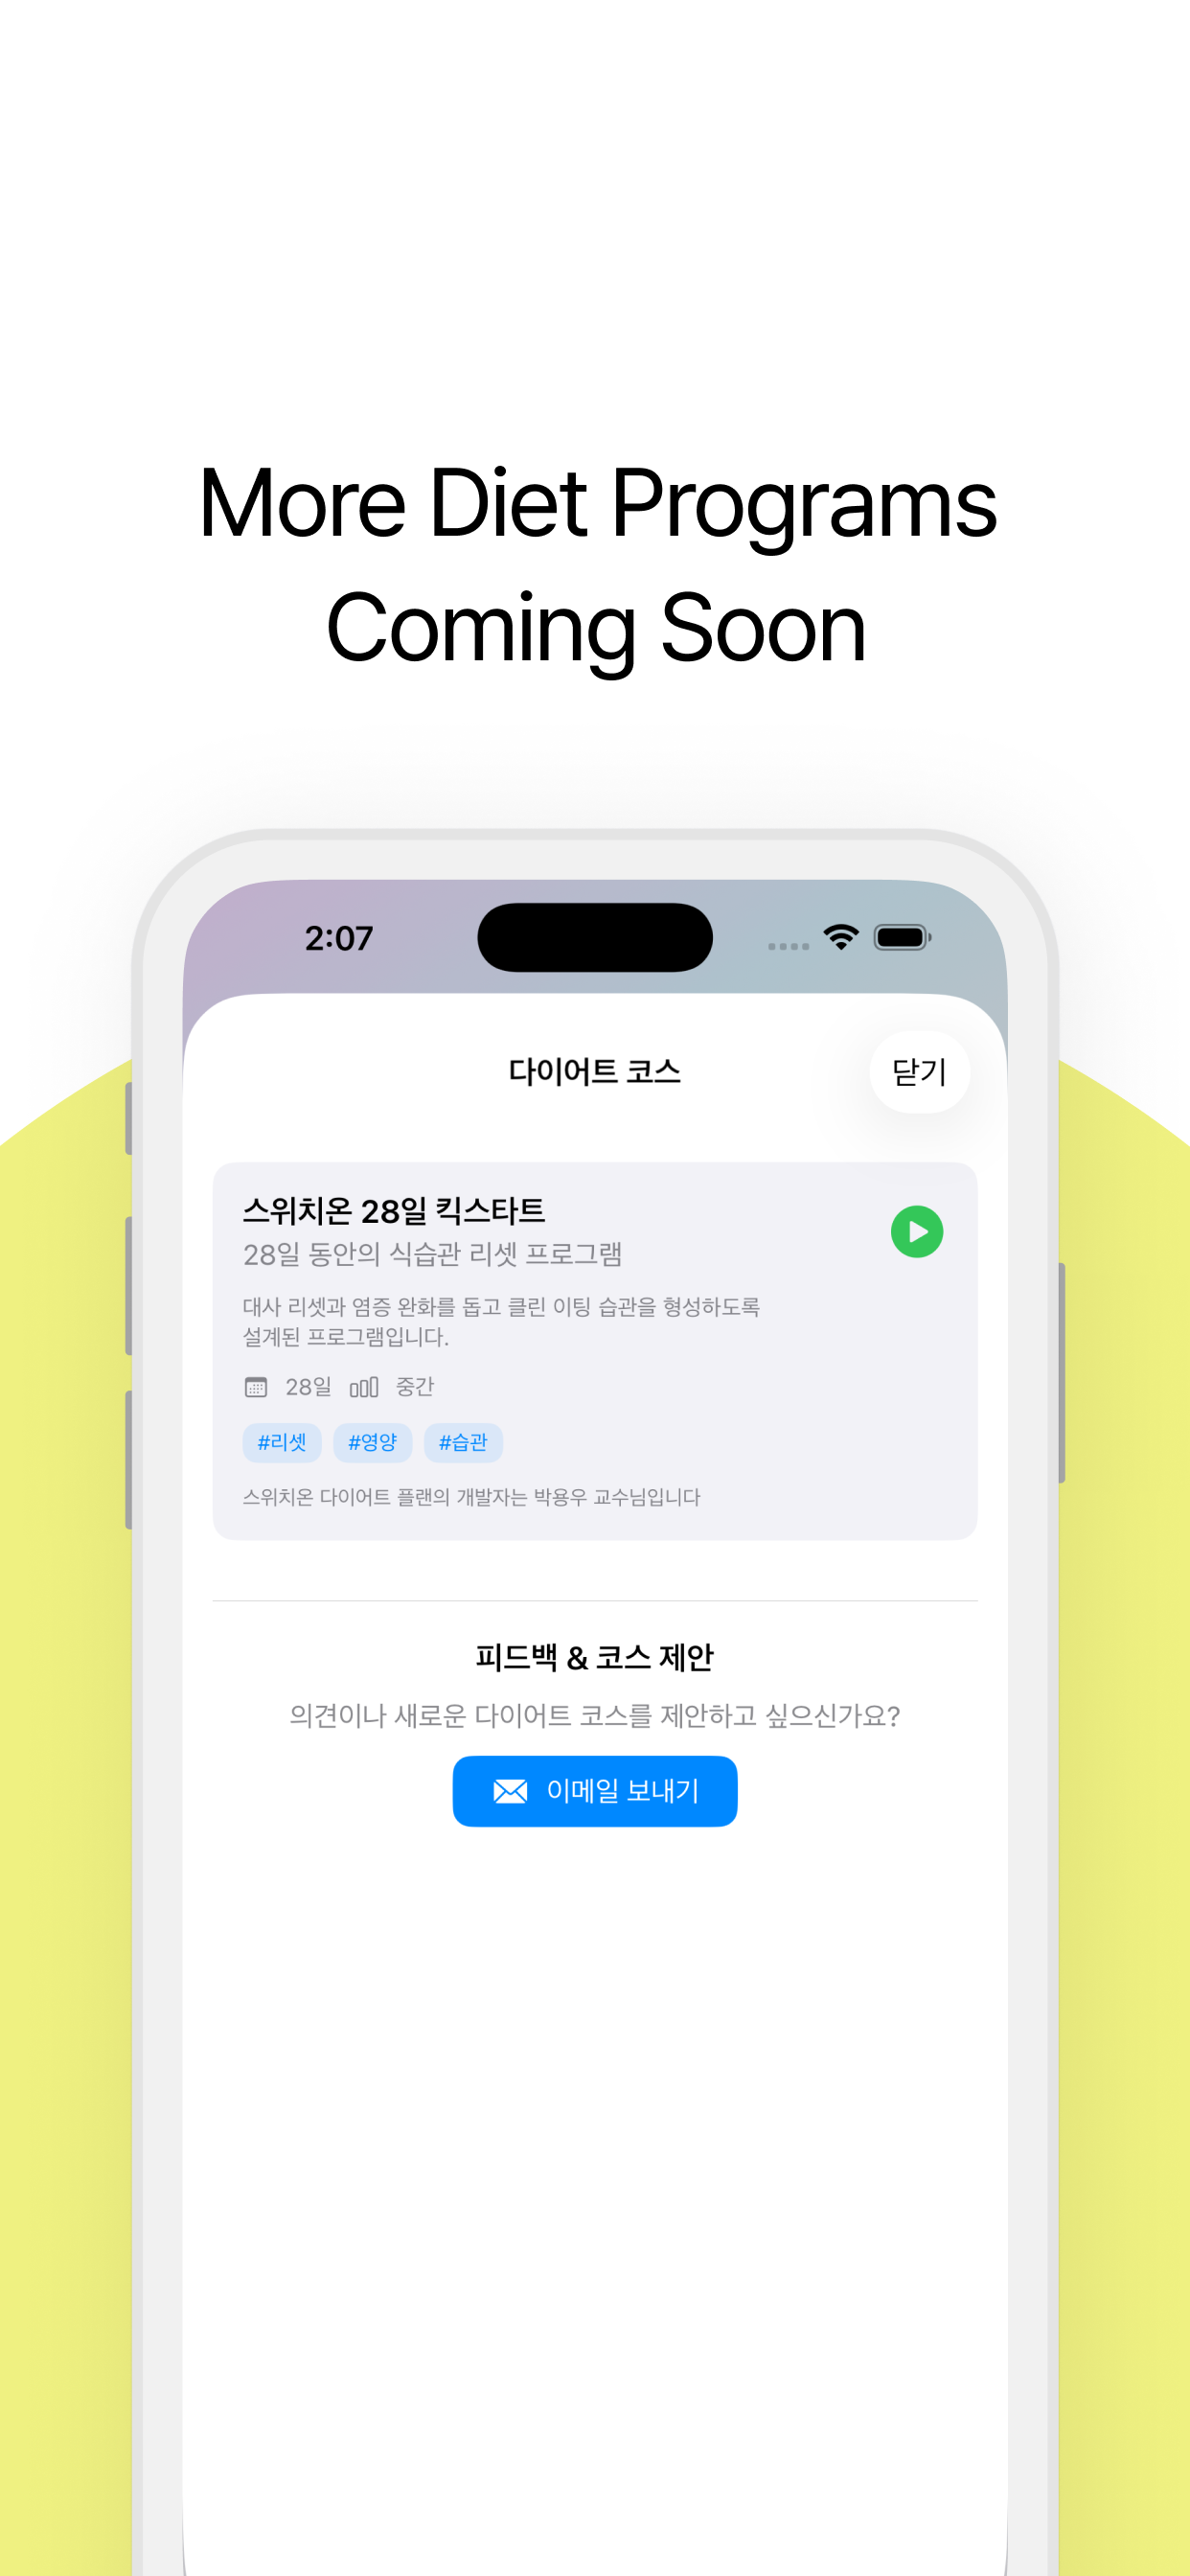 More Diet Programs
Coming Soon
2:07
다이어트 코스
닫기
스위치온 28일 킥스타트
28일 동안의 식습관 리셋 프로그램
대사 리셋과 염증 완화를 돕고 클린 이팅 습관을 형성하도록
설계된 프로그램입니다.
28일 중간
#리셋 #영양 #습관
스위치온 다이어트 플랜의 개발자는 박용우 교수님입니다
피드백 & 코스 제안
의견이나 새로운 다이어트 코스를 제안하고 싶으신가요?
이메일 보내기